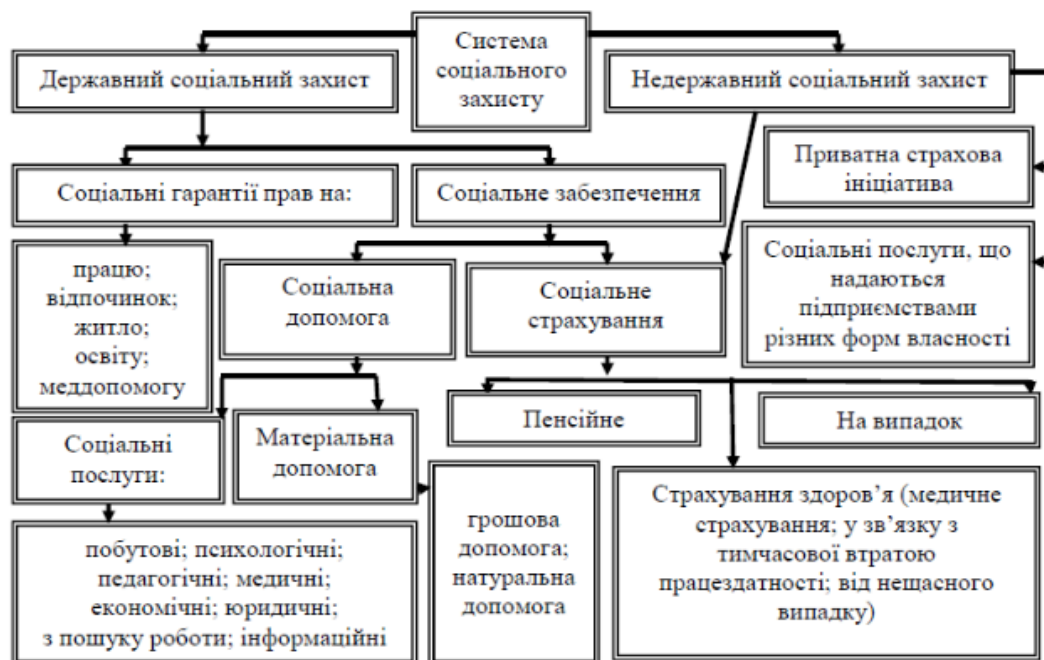 Система
соціального
захисту
Державний соціальний захист
Недержавний соціальний захист
Приватна страхова
ініціатива
Соціальні гарантії прав на:
Соціальне забезпечення
працю;
відпочинок;
житло;
освіту;
меддопомогу
Соціальна
допомога
Соціальне
страхування
Соціальні послуги, що
надаються
підприємствами
різних форм власності
Соціальні
послуги:
Матеріальна
допомога
Пенсійне
На випадок
побутові; психологічні;
педагогічні; медичні;
економічні; юридичні;
з пошуку роботи; інформаційні
грошова
допомога;
натуральна
допомога
Страхування здоров’я (медичне
страхування; у зв’язку з
тимчасової втратою
працездатності; від нещасного
випадку)